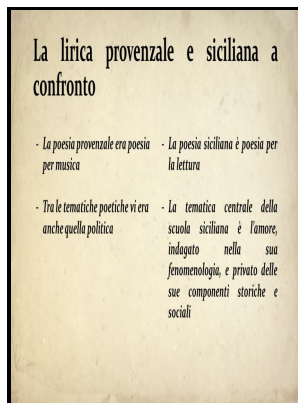 La lirica provenzale e siciliana a
confronto
- La poesia provenzale era poesia
per musica
- Tra le tematiche poetiche vi era
anche quella politica
- La poesia siciliana è poesia per
la lettura
- La tematica centrale della
scuola siciliana è l'amore,
indagato nella sua
fenomenologia, e privato delle
sue componenti storiche e
sociali